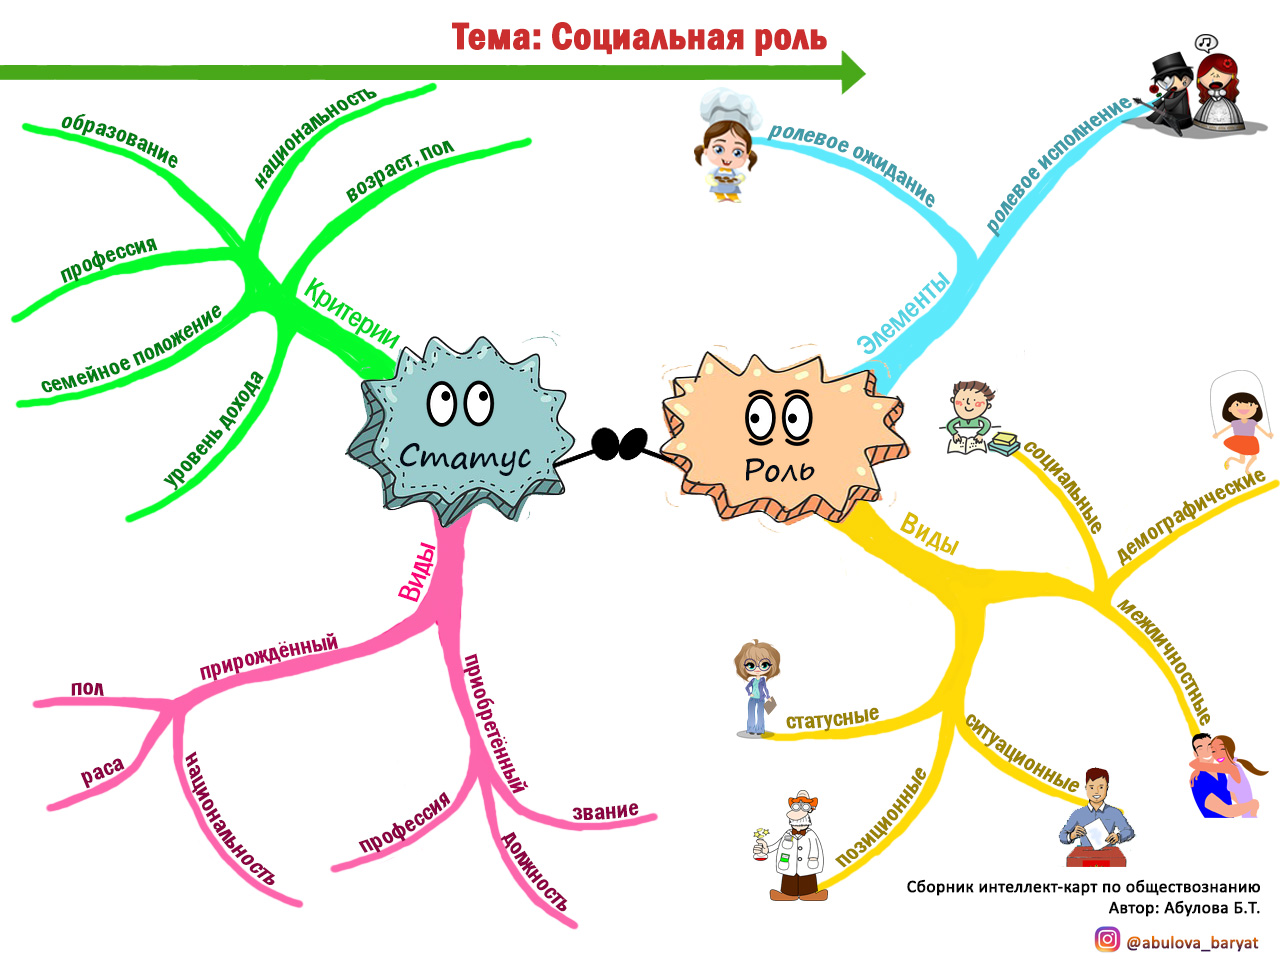 Тема: Социальная роль
образование
национальность
возраст, пол
профессия
семейное положение
уровень дохода
Критерии
Статус
Виды
прирождённый
пол
раса
национальность
приобретённый
профессия
должность
звание
ролевое ожидание
ролевое исполнение
Элементы
Роль
Виды
социальные
демографические
межличностные
статусные
позиционные
ситуационные
Сборник интеллект-карт по обществознанию
Автор: Абулова Б.Т.
@abulova_baryat